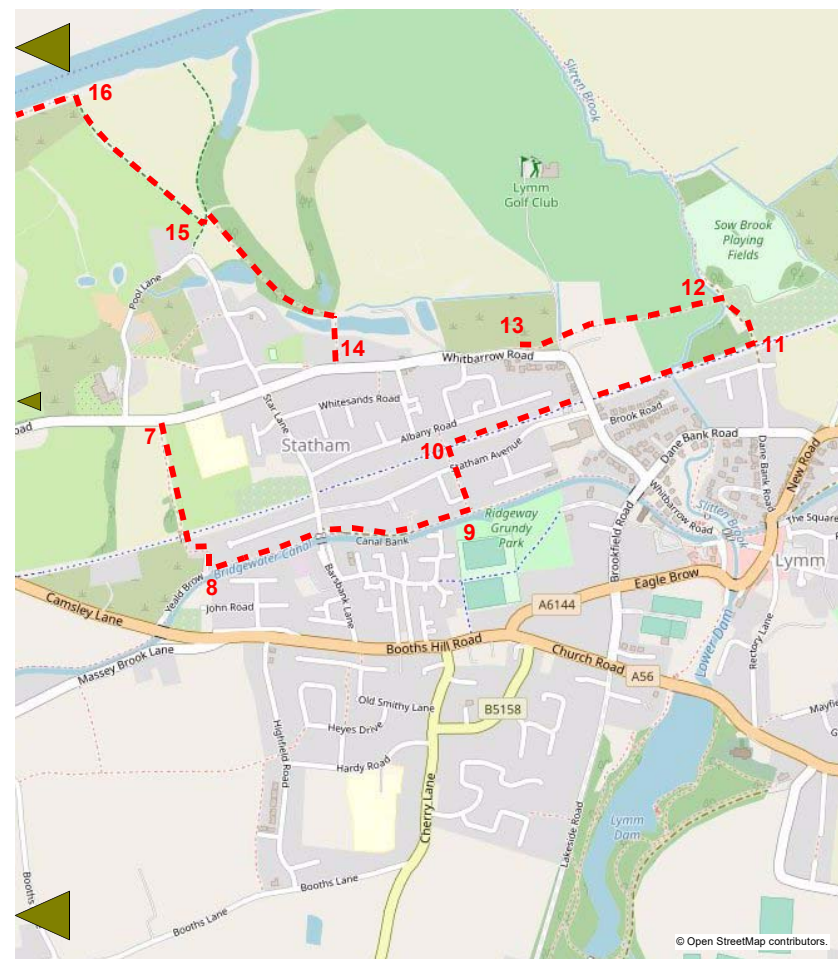 16
Slitten Brook
Lymm
Golf Club
15
Sow Brook
Playing
Fields
Pool Lane
12
13
14
11
Whitbarrow Road
7
oad
Star Lane
Whitesands Road
Albany Road
Brook Road
Statham
10
Statham Avenue
Dane Bank Road
Dane Bank Road
New Road
Whitbarrow Road
Slitten Brook
9
Ridgeway
Grundy
Park
The Square
Canal Bank
Bridgewater Canal
Lymm
8
Yeald Brow
Barsbank Lane
Brookfield Road
Eagle Brow
Camsley Lane
John Road
A6144
Booths Hill Road
Church Road
Lower Dam
Rectory Lane
Massey Brook Lane
A56
Old Smithy Lane
B5158
Mayfie
G
Highfield Road
Heyes Drive
Hardy Road
Cherry Lane
Lakeside Road
Lymm
Dam
Booths
Booths Lane
Booths Lane
© Open StreetMap contributors.